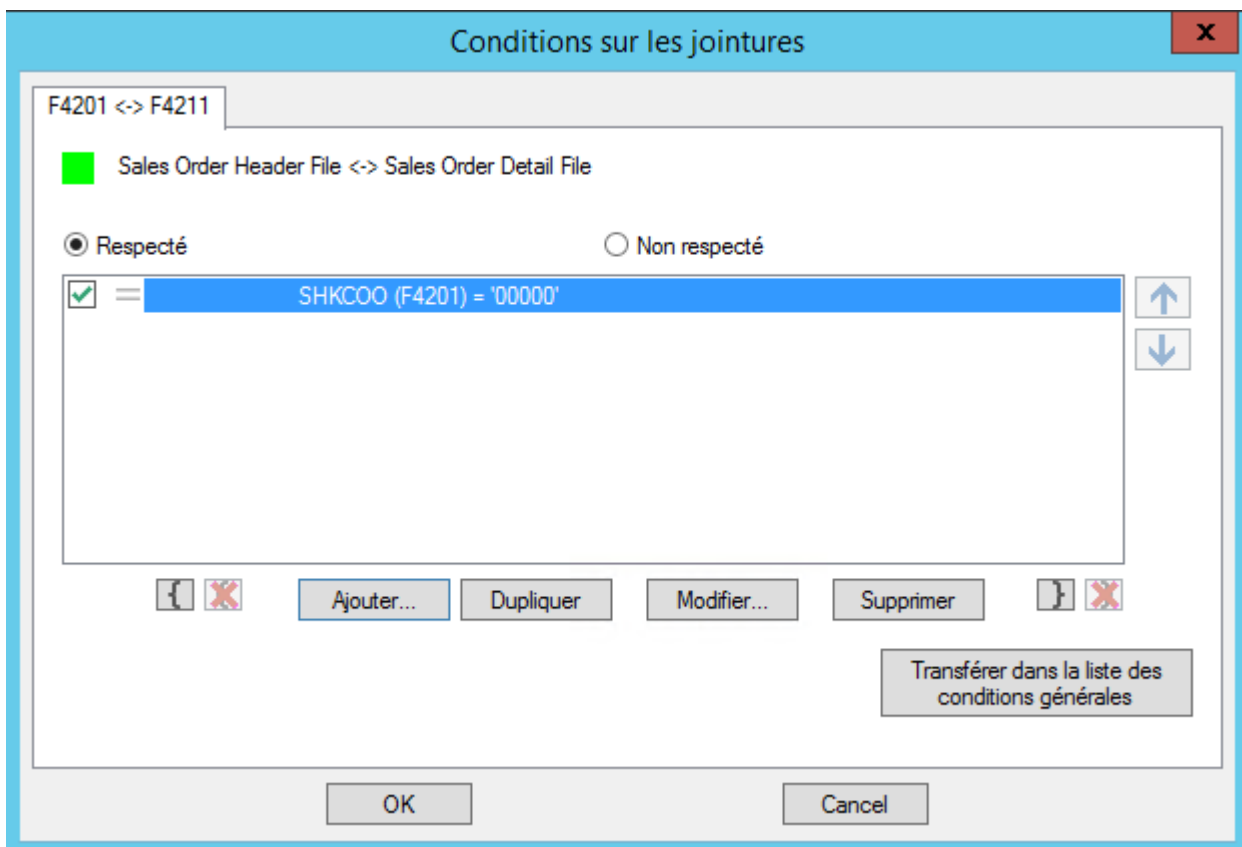 Conditions sur les jointures
x
F4201 <-> F4211
Sales Order Header File <-> Sales Order Detail File
Respecté
Non respecté
= SHKCOO (F4201) = '00000'
{
Ajouter...
Dupliquer
Modifier...
Supprimer
}
Transférer dans la liste des
conditions générales
OK
Cancel